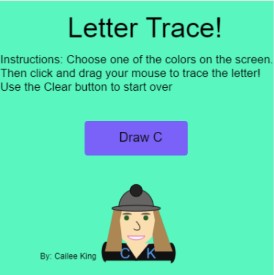 Letter Trace!
Instructions: Choose one of the colors on the screen.
Then click and drag your mouse to trace the letter!
Use the Clear button to start over
Draw C
C K
By: Cailee King